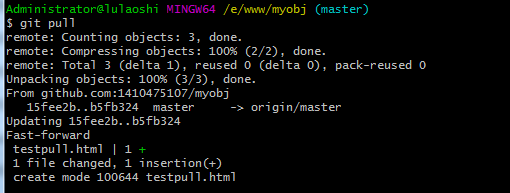 Administrator@lulaoshi MINGW64 /e/www/myobj (master)
$ git pull
remote: Counting objects: 3, done.
remote: Compressing objects: 100% (2/2), done.
remote: Total 3 (delta 1), reused 0 (delta 0), pack-reused 0
Unpacking objects: 100% (3/3), done.
From github.com:1410475107/myobj
   15fee2b..b5fb324  master     -> origin/master
Updating 15fee2b..b5fb324
Fast-forward
 testpull.html | 1 +
 1 file changed, 1 insertion(+)
 create mode 100644 testpull.html